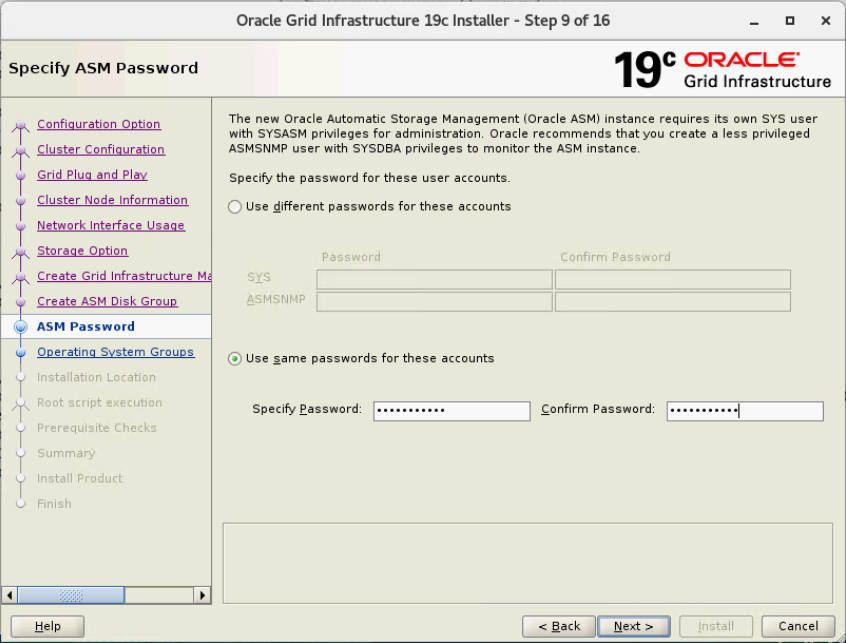 Oracle Grid Infrastructure 19c Installer - Step 9 of 16
Specify ASM Password
19c ORACLE
Grid Infrastructure
Configuration Option
Cluster Configuration
Grid Plug and Play
Cluster Node Information
Network Interface Usage
Storage Option
Create Grid Infrastructure Ma
Create ASM Disk Group
ASM Password
Operating System Groups
Installation Location
Root script execution
Prerequisite Checks
Summary
Install Product
Finish
The new Oracle Automatic Storage Management (Oracle ASM) instance requires its own SYS user
with SYSASM privileges for administration. Oracle recommends that you create a less privileged
ASMSNMP user with SYSDBA privileges to monitor the ASM instance.
Specify the password for these user accounts.
Use different passwords for these accounts
Password Confirm Password
SYS
ASMSNMP
Use same passwords for these accounts
Specify Password: ••••••••••• Confirm Password: •••••••••••
Help < Back Next > Install Cancel